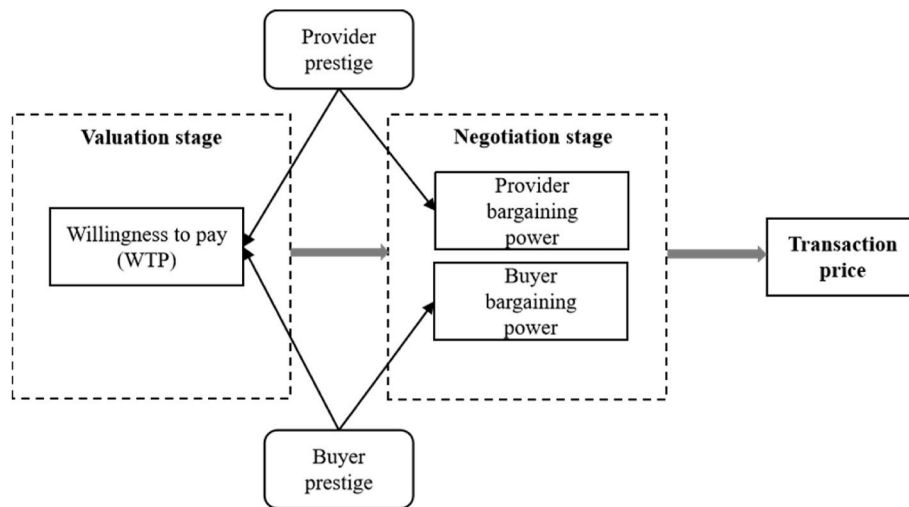 Provider
prestige
Valuation stage
Negotiation stage
Willingness to pay
(WTP)
Provider
bargaining
power
Buyer
bargaining
power
Transaction
price
Buyer
prestige